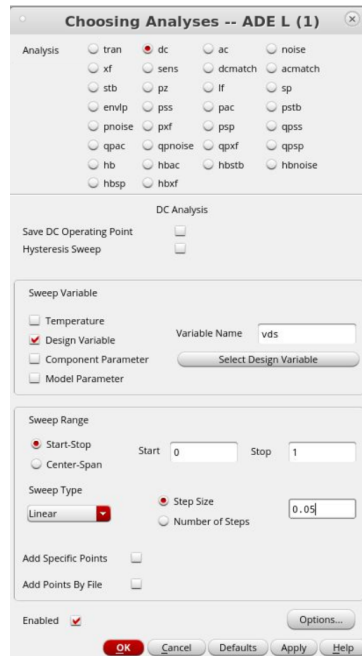 Choosing Analyses -- ADE L (1)
Analysis tran dc ac noise
xf sens dcmatch acmatch
stb pz lf sp
envlp pss pac pstb
pnoise pxf psp qpss
qpac qpnoise qpxf qpsp
hb hbac hbstb hbnoise
hbsp hbxf
DC Analysis
Save DC Operating Point
Hysteresis Sweep
Sweep Variable
Temperature
Design Variable Variable Name vds
Component Parameter Select Design Variable
Model Parameter
Sweep Range
Start-Stop Start 0 Stop 1
Center-Span
Sweep Type
Linear Step Size 0.05
Number of Steps
Add Specific Points
Add Points By File
Enabled Options...
OK Cancel Defaults Apply Help